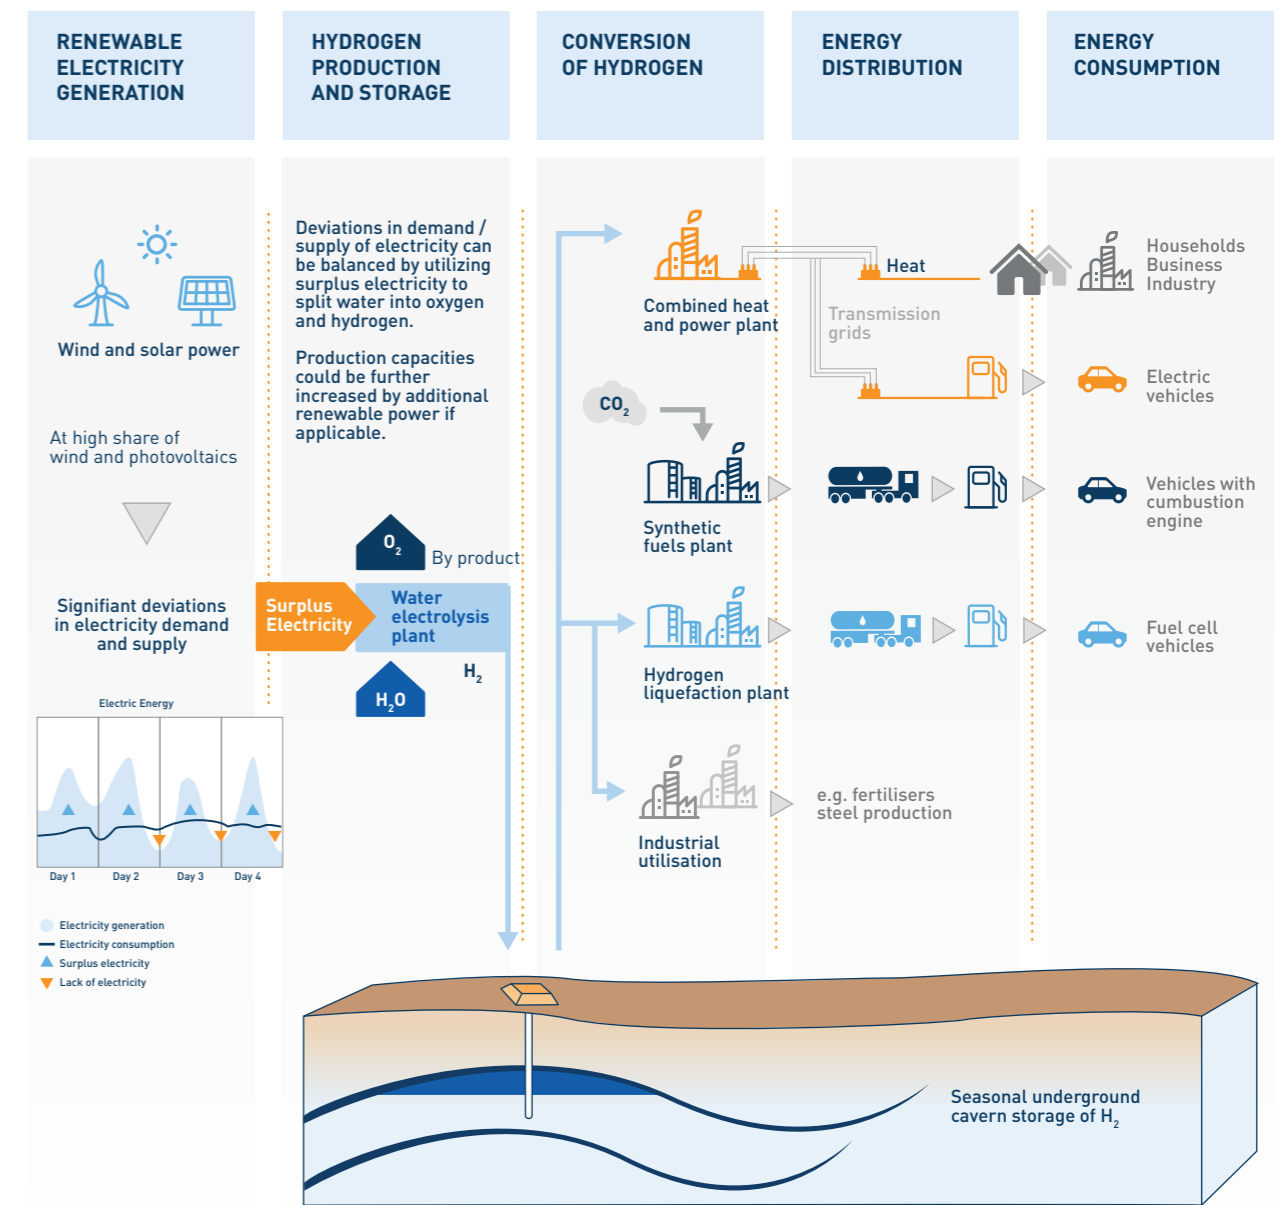 RENEWABLE
ELECTRICITY
GENERATION
HYDROGEN
PRODUCTION
AND STORAGE
CONVERSION
OF HYDROGEN
ENERGY
DISTRIBUTION
ENERGY
CONSUMPTION
Wind and solar power
At high share of
wind and photovoltaics
Signifiant deviations
in electricity demand
and supply
Electric Energy
Day 1
Day 2
Day 3
Day 4
Electricity generation
Electricity consumption
Surplus electricity
Lack of electricity
Deviations in demand /
supply of electricity can
be balanced by utilizing
surplus electricity to
split water into oxygen
and hydrogen.
Production capacities
could be further
increased by additional
renewable power if
applicable.
O₂
By product
Surplus
Electricity
Water
electrolysis
plant
H₂
H₂O
Combined heat
and power plant
CO₂
Synthetic
fuels plant
Hydrogen
liquefaction plant
Industrial
utilisation
Heat
Transmission
grids
e.g. fertilisers
steel production
Households
Business
Industry
Electric
vehicles
Vehicles with
cumbustion
engine
Fuel cell
vehicles
Seasonal underground
cavern storage of H₂